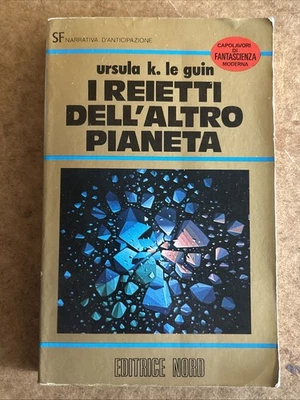 SF NARRATIVA D'ANTICIPAZIONE
CAPOLAVORI
DI
FANTASCIENZA
MODERNA
ursula k. le guin
I REIETTI
DELL'ALTRO
PIANETA
EDITRICE NORD